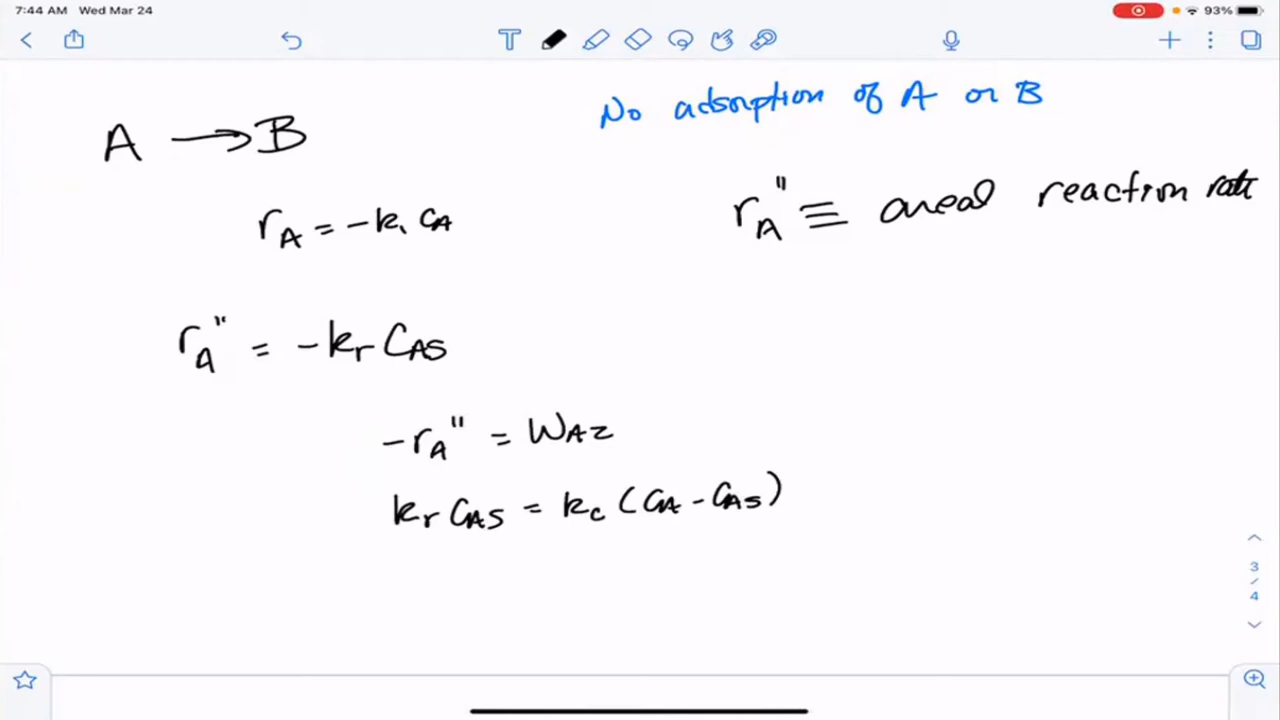 7:44 AM Wed Mar 24
93%
No adsorption of A or B
A → B
r_A'' ≡ areal reaction rate
r_A = -k₁ C_A
r_A'' = -k_r C_AS
-r_A'' = W_AZ
k_r C_AS = k_c (C_A - C_AS)
3
/
4